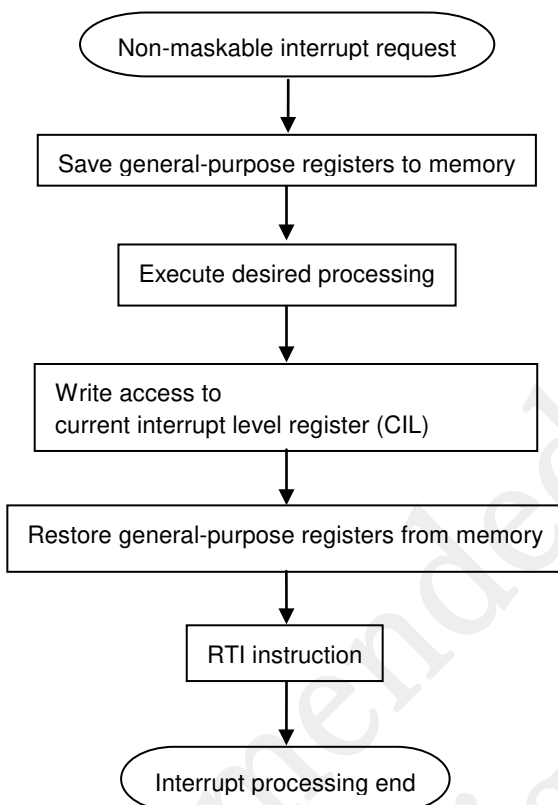 Non-maskable interrupt request
Save general-purpose registers to memory
Execute desired processing
Write access to
current interrupt level register (CIL)
Restore general-purpose registers from memory
RTI instruction
Interrupt processing end